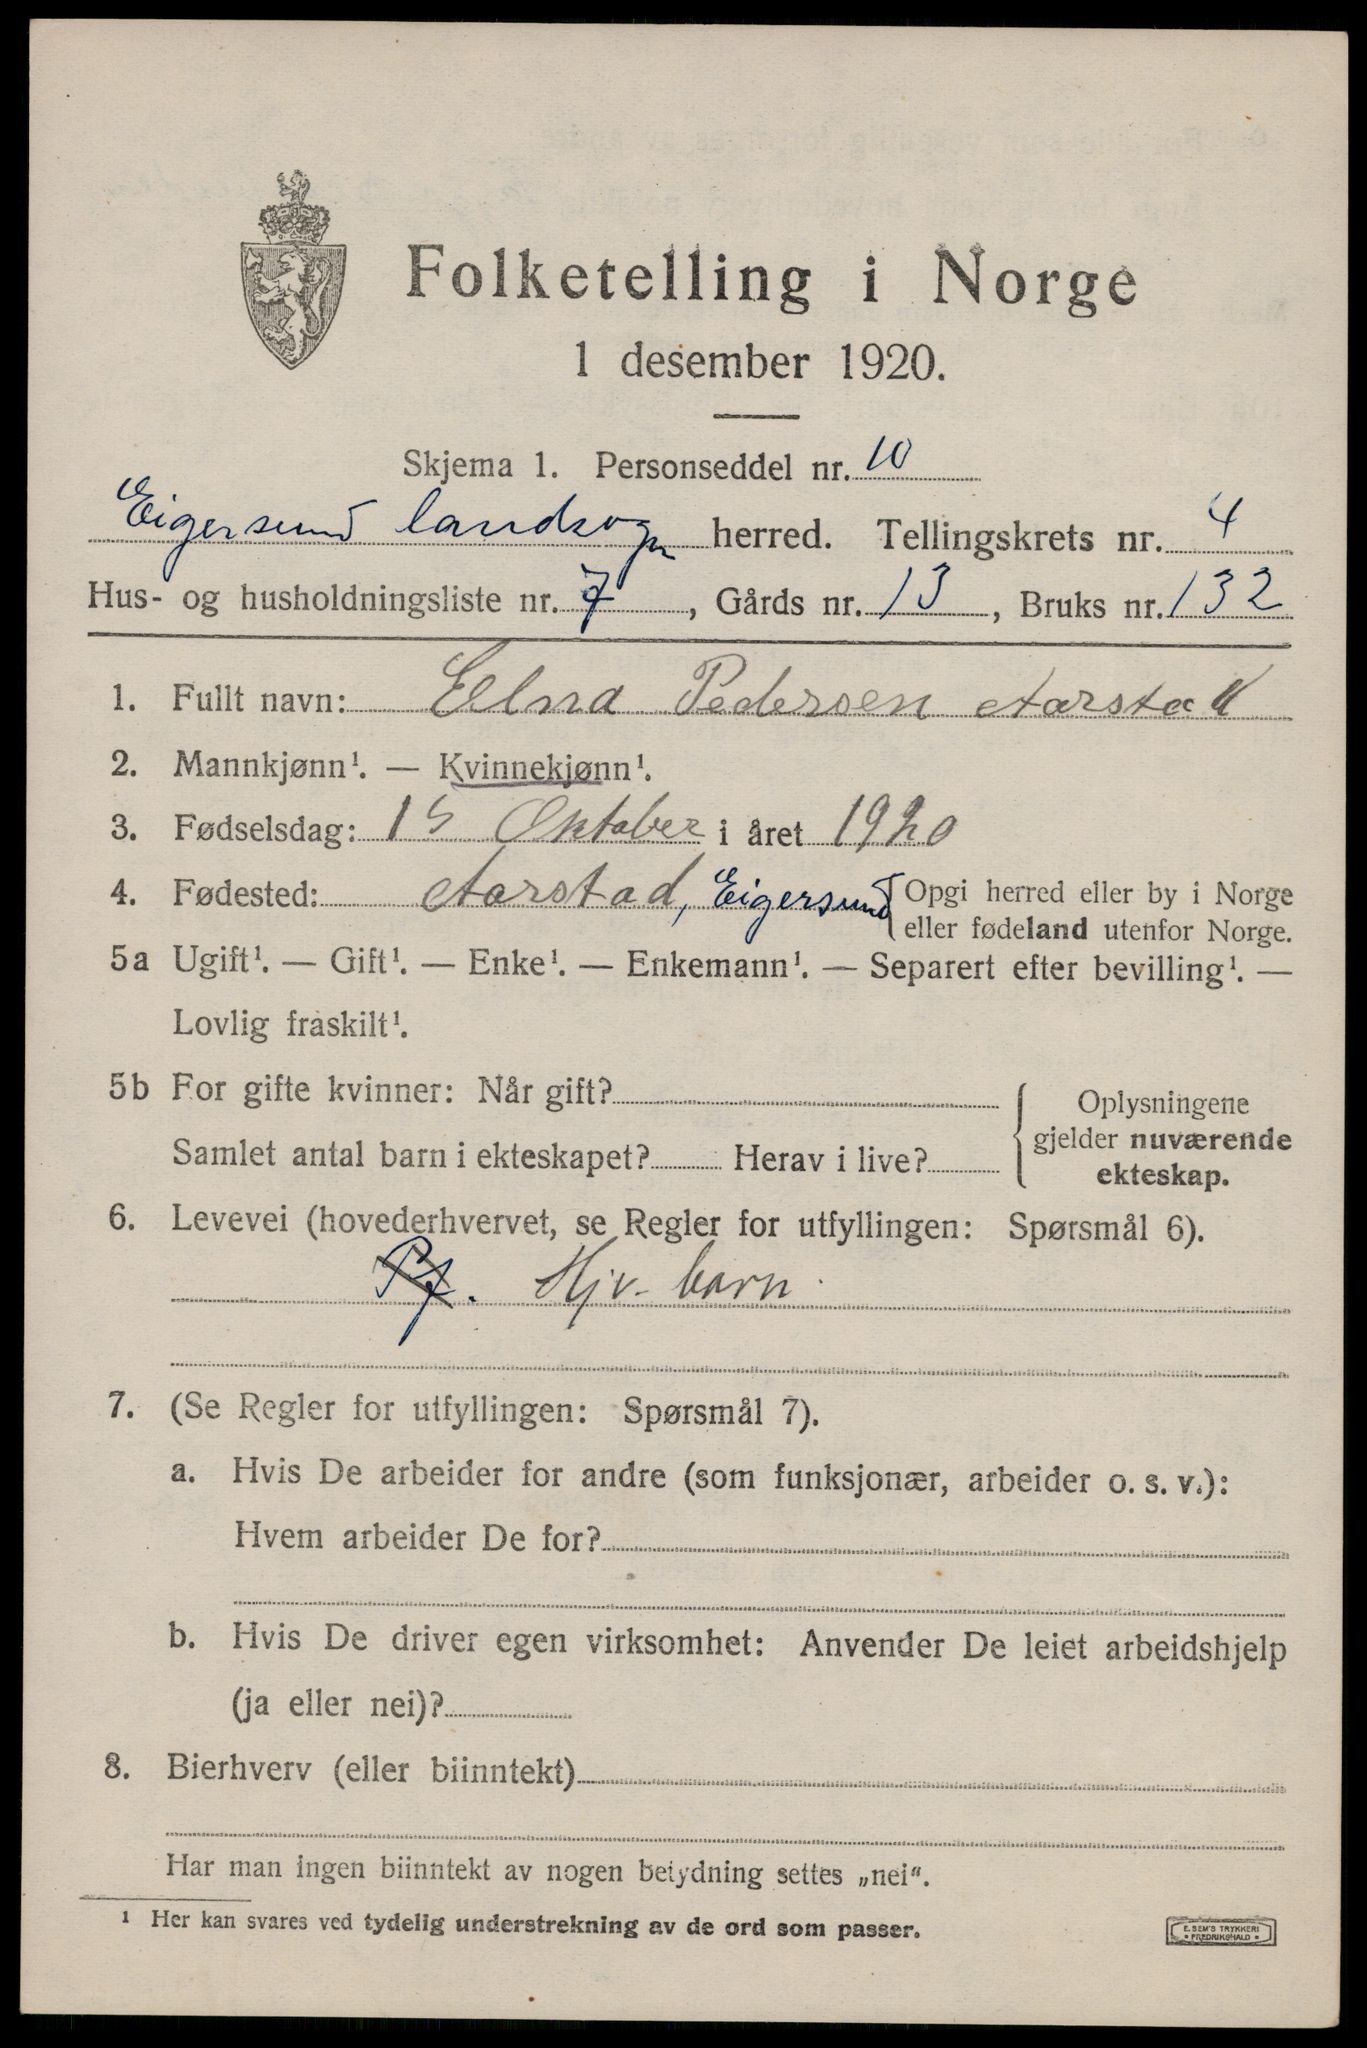 Folketelling i Norge
1 desember 1920.
Skjema 1. Personseddel nr. 10
Eigersund landsogn herred. Tellingskrets nr. 4
Hus- og husholdningsliste nr. 7, Gårds nr. 13, Bruks nr. 132
1. Fullt navn: Elna Pedersen Aarstad
2. Mannkjønn¹. — Kvinnekjønn¹.
3. Fødselsdag: 15 Oktober i året 1920
4. Fødested: Aarstad, Eigersund { Opgi herred eller by i Norge
eller fødeland utenfor Norge.
5a Ugift¹. — Gift¹. — Enke¹. — Enkemann¹. — Separert efter bevilling¹. —
Lovlig fraskilt¹.
5b For gifte kvinner: Når gift?
Samlet antal barn i ekteskapet? Herav i live?
Oplysningene
gjelder nuværende
ekteskap.
6. Levevei (hovederhvervet, se Regler for utfyllingen: Spørsmål 6).
Pf. Hjv. barn.
7. (Se Regler for utfyllingen: Spørsmål 7).
a. Hvis De arbeider for andre (som funksjonær, arbeider o. s. v.):
Hvem arbeider De for?
b. Hvis De driver egen virksomhet: Anvender De leiet arbeidshjelp
(ja eller nei)?
8. Bierhverv (eller biinntekt)
Har man ingen biinntekt av nogen betydning settes „nei“.
¹ Her kan svares ved tydelig understrekning av de ord som passer.
E. SEM'S TRYKKERI
FREDRIKSHALD